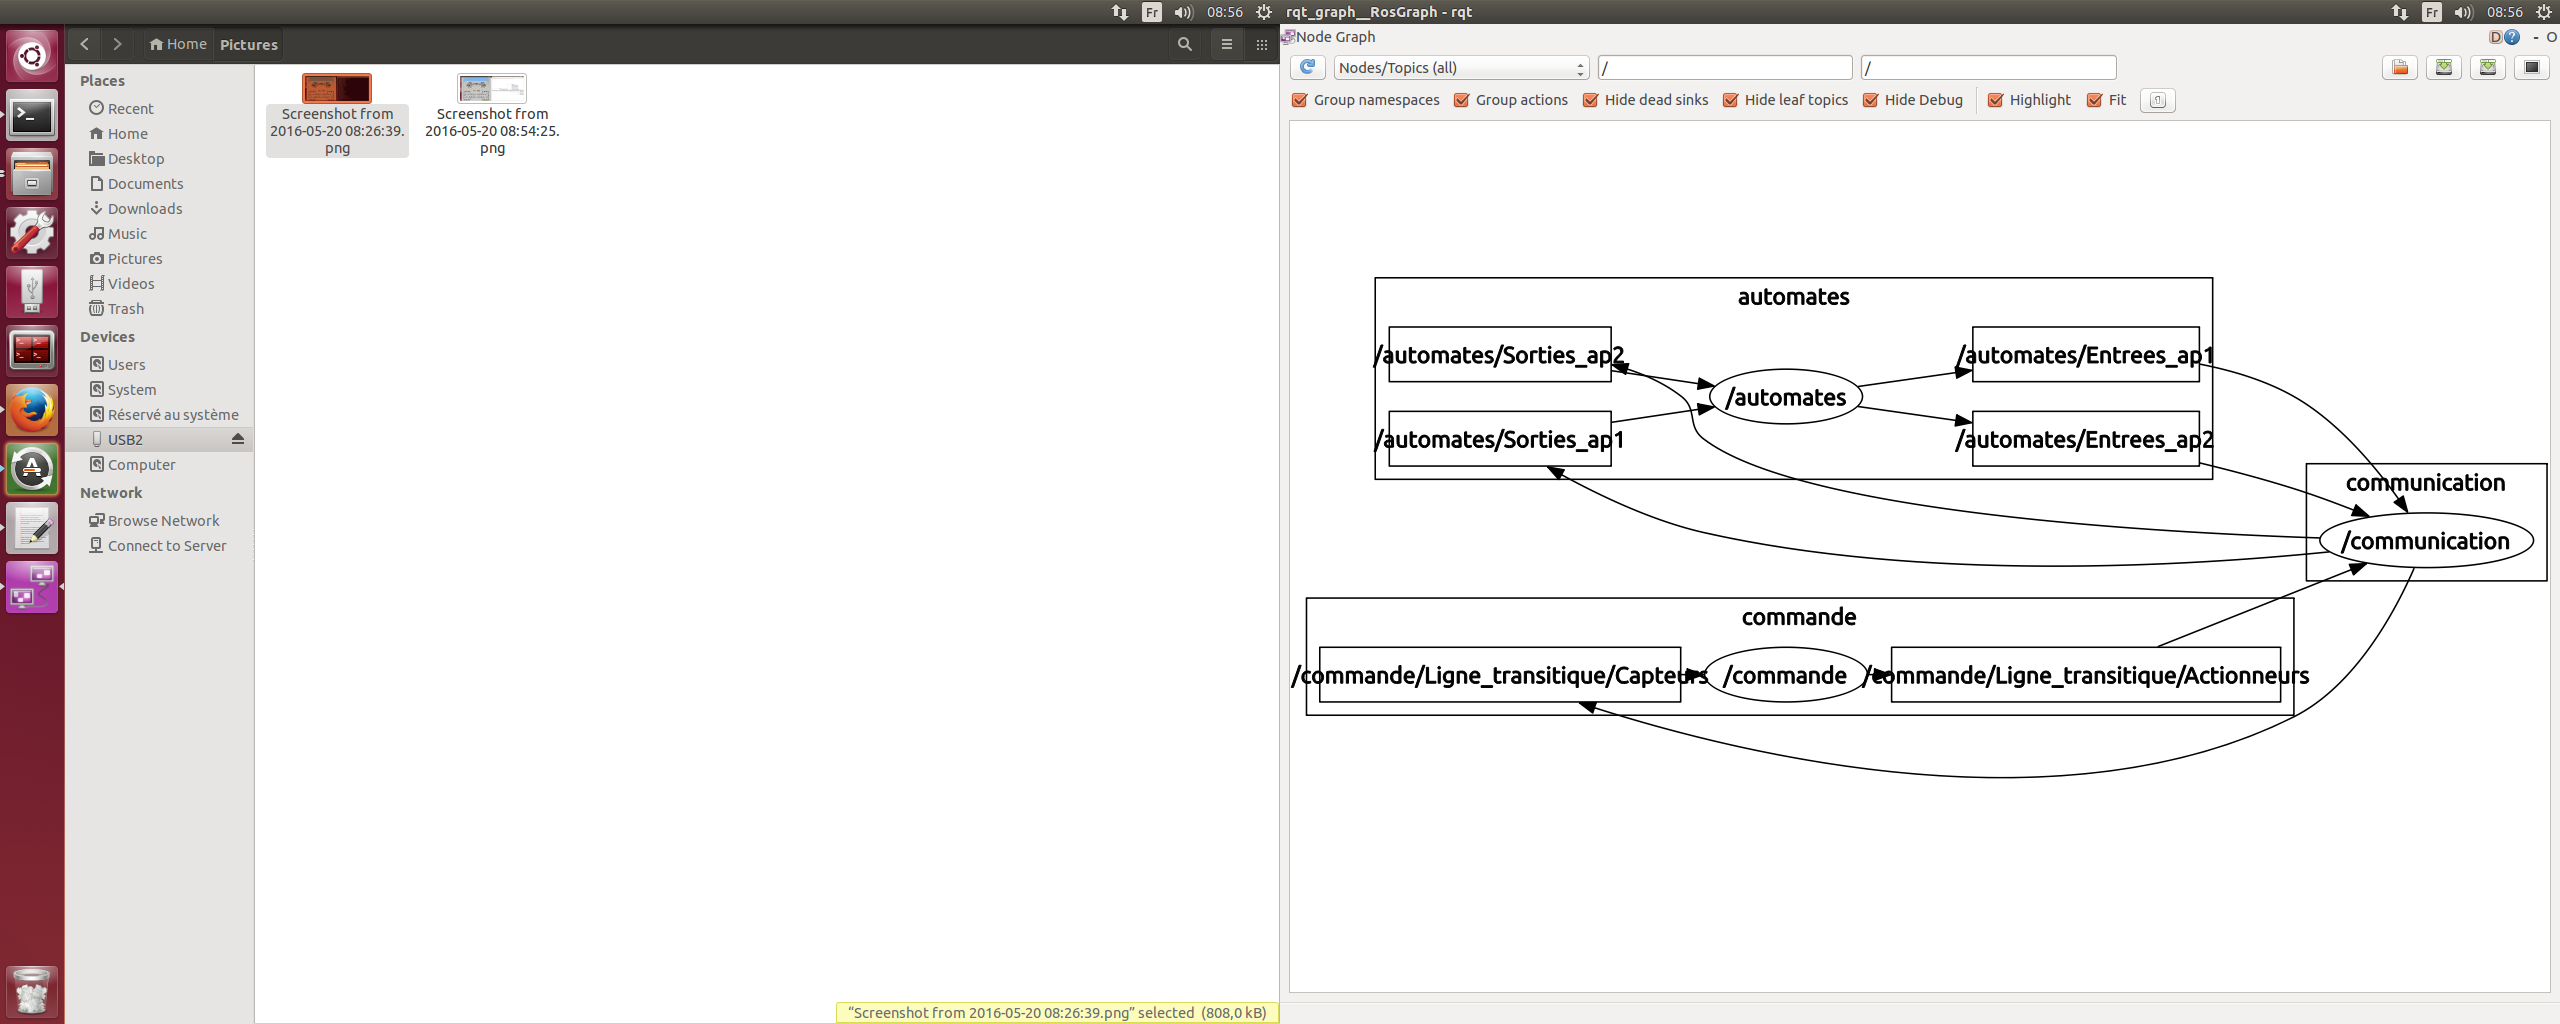 Fr 08:56
rqt_graph__RosGraph - rqt
Fr 08:56
Home Pictures
Places
Recent
Home
Desktop
Documents
Downloads
Music
Pictures
Videos
Trash
Devices
Users
System
Réservé au système
USB2
Computer
Network
Browse Network
Connect to Server
Screenshot from
2016-05-20 08:26:39.
png
Screenshot from
2016-05-20 08:54:25.
png
“Screenshot from 2016-05-20 08:26:39.png” selected (808,0 kB)
Node Graph
D ? - O
Nodes/Topics (all) / /
Group namespaces Group actions Hide dead sinks Hide leaf topics Hide Debug Highlight Fit
automates
/automates/Sorties_ap2
/automates/Entrees_ap1
/automates
/automates/Sorties_ap1
/automates/Entrees_ap2
communication
/communication
commande
/commande/Ligne_transitique/Capteurs
/commande
/commande/Ligne_transitique/Actionneurs